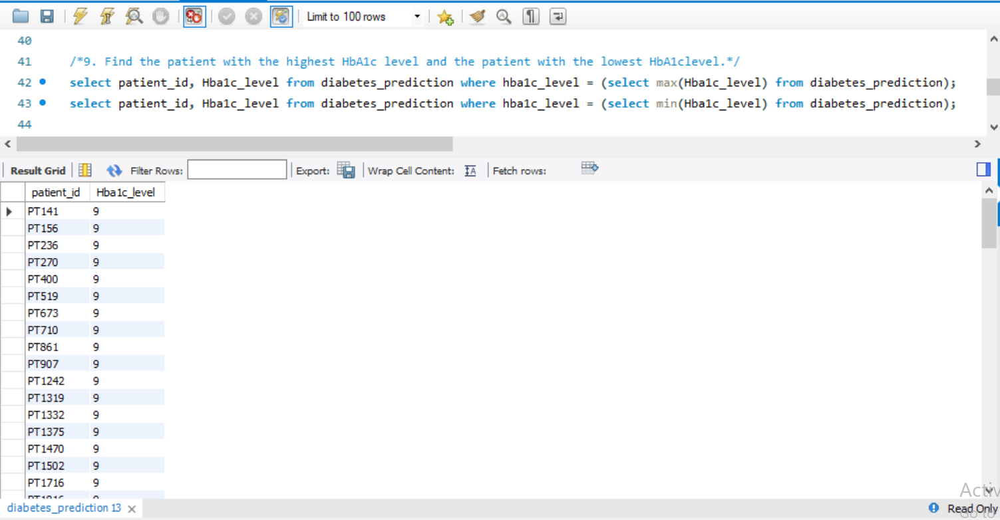 Limit to 100 rows
40
41 /*9. Find the patient with the highest HbA1c level and the patient with the lowest HbA1clevel.*/
42 select patient_id, Hba1c_level from diabetes_prediction where hba1c_level = (select max(Hba1c_level) from diabetes_prediction);
43 select patient_id, Hba1c_level from diabetes_prediction where hba1c_level = (select min(Hba1c_level) from diabetes_prediction);
44
Result Grid Filter Rows: Export: Wrap Cell Content: Fetch rows:
patient_id Hba1c_level
PT141 9
PT156 9
PT236 9
PT270 9
PT400 9
PT519 9
PT673 9
PT710 9
PT861 9
PT907 9
PT1242 9
PT1319 9
PT1332 9
PT1375 9
PT1470 9
PT1502 9
PT1716 9
Activ
diabetes_prediction 13 Read Only